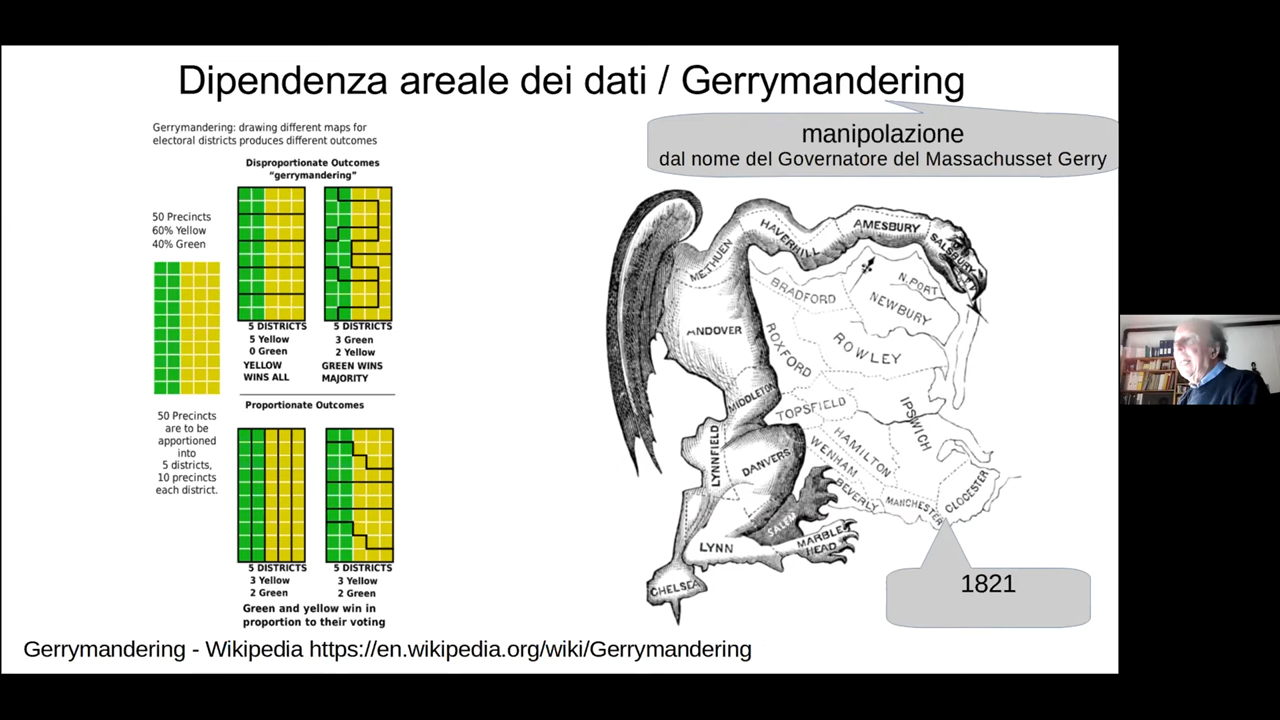 Dipendenza areale dei dati / Gerrymandering
manipolazione
dal nome del Governatore del Massachusset Gerry
Gerrymandering: drawing different maps for
electoral districts produces different outcomes
Disproportionate Outcomes
“gerrymandering”
50 Precincts
60% Yellow
40% Green
5 DISTRICTS
5 Yellow
0 Green
YELLOW
WINS ALL
5 DISTRICTS
3 Green
2 Yellow
GREEN WINS
MAJORITY
Proportionate Outcomes
50 Precincts
are to be
apportioned
into
5 districts,
10 precincts
each district.
5 DISTRICTS
3 Yellow
2 Green
5 DISTRICTS
3 Yellow
2 Green
Green and yellow win in
proportion to their voting
METHUEN
HAVERHILL
AMESBURY
SALSBURY
BRADFORD
N.PORT
NEWBURY
ANDOVER
ROXFORD
ROWLEY
MIDDLETON
TOPSFIELD
IPSWICH
LYNNFIELD
DANVERS
HAMILTON
WENHAM
BEVERLY
MANCHESTER
CLOCESTER
SALEM
LYNN
MARBLE
HEAD
CHELSEA
1821
Gerrymandering - Wikipedia https://en.wikipedia.org/wiki/Gerrymandering